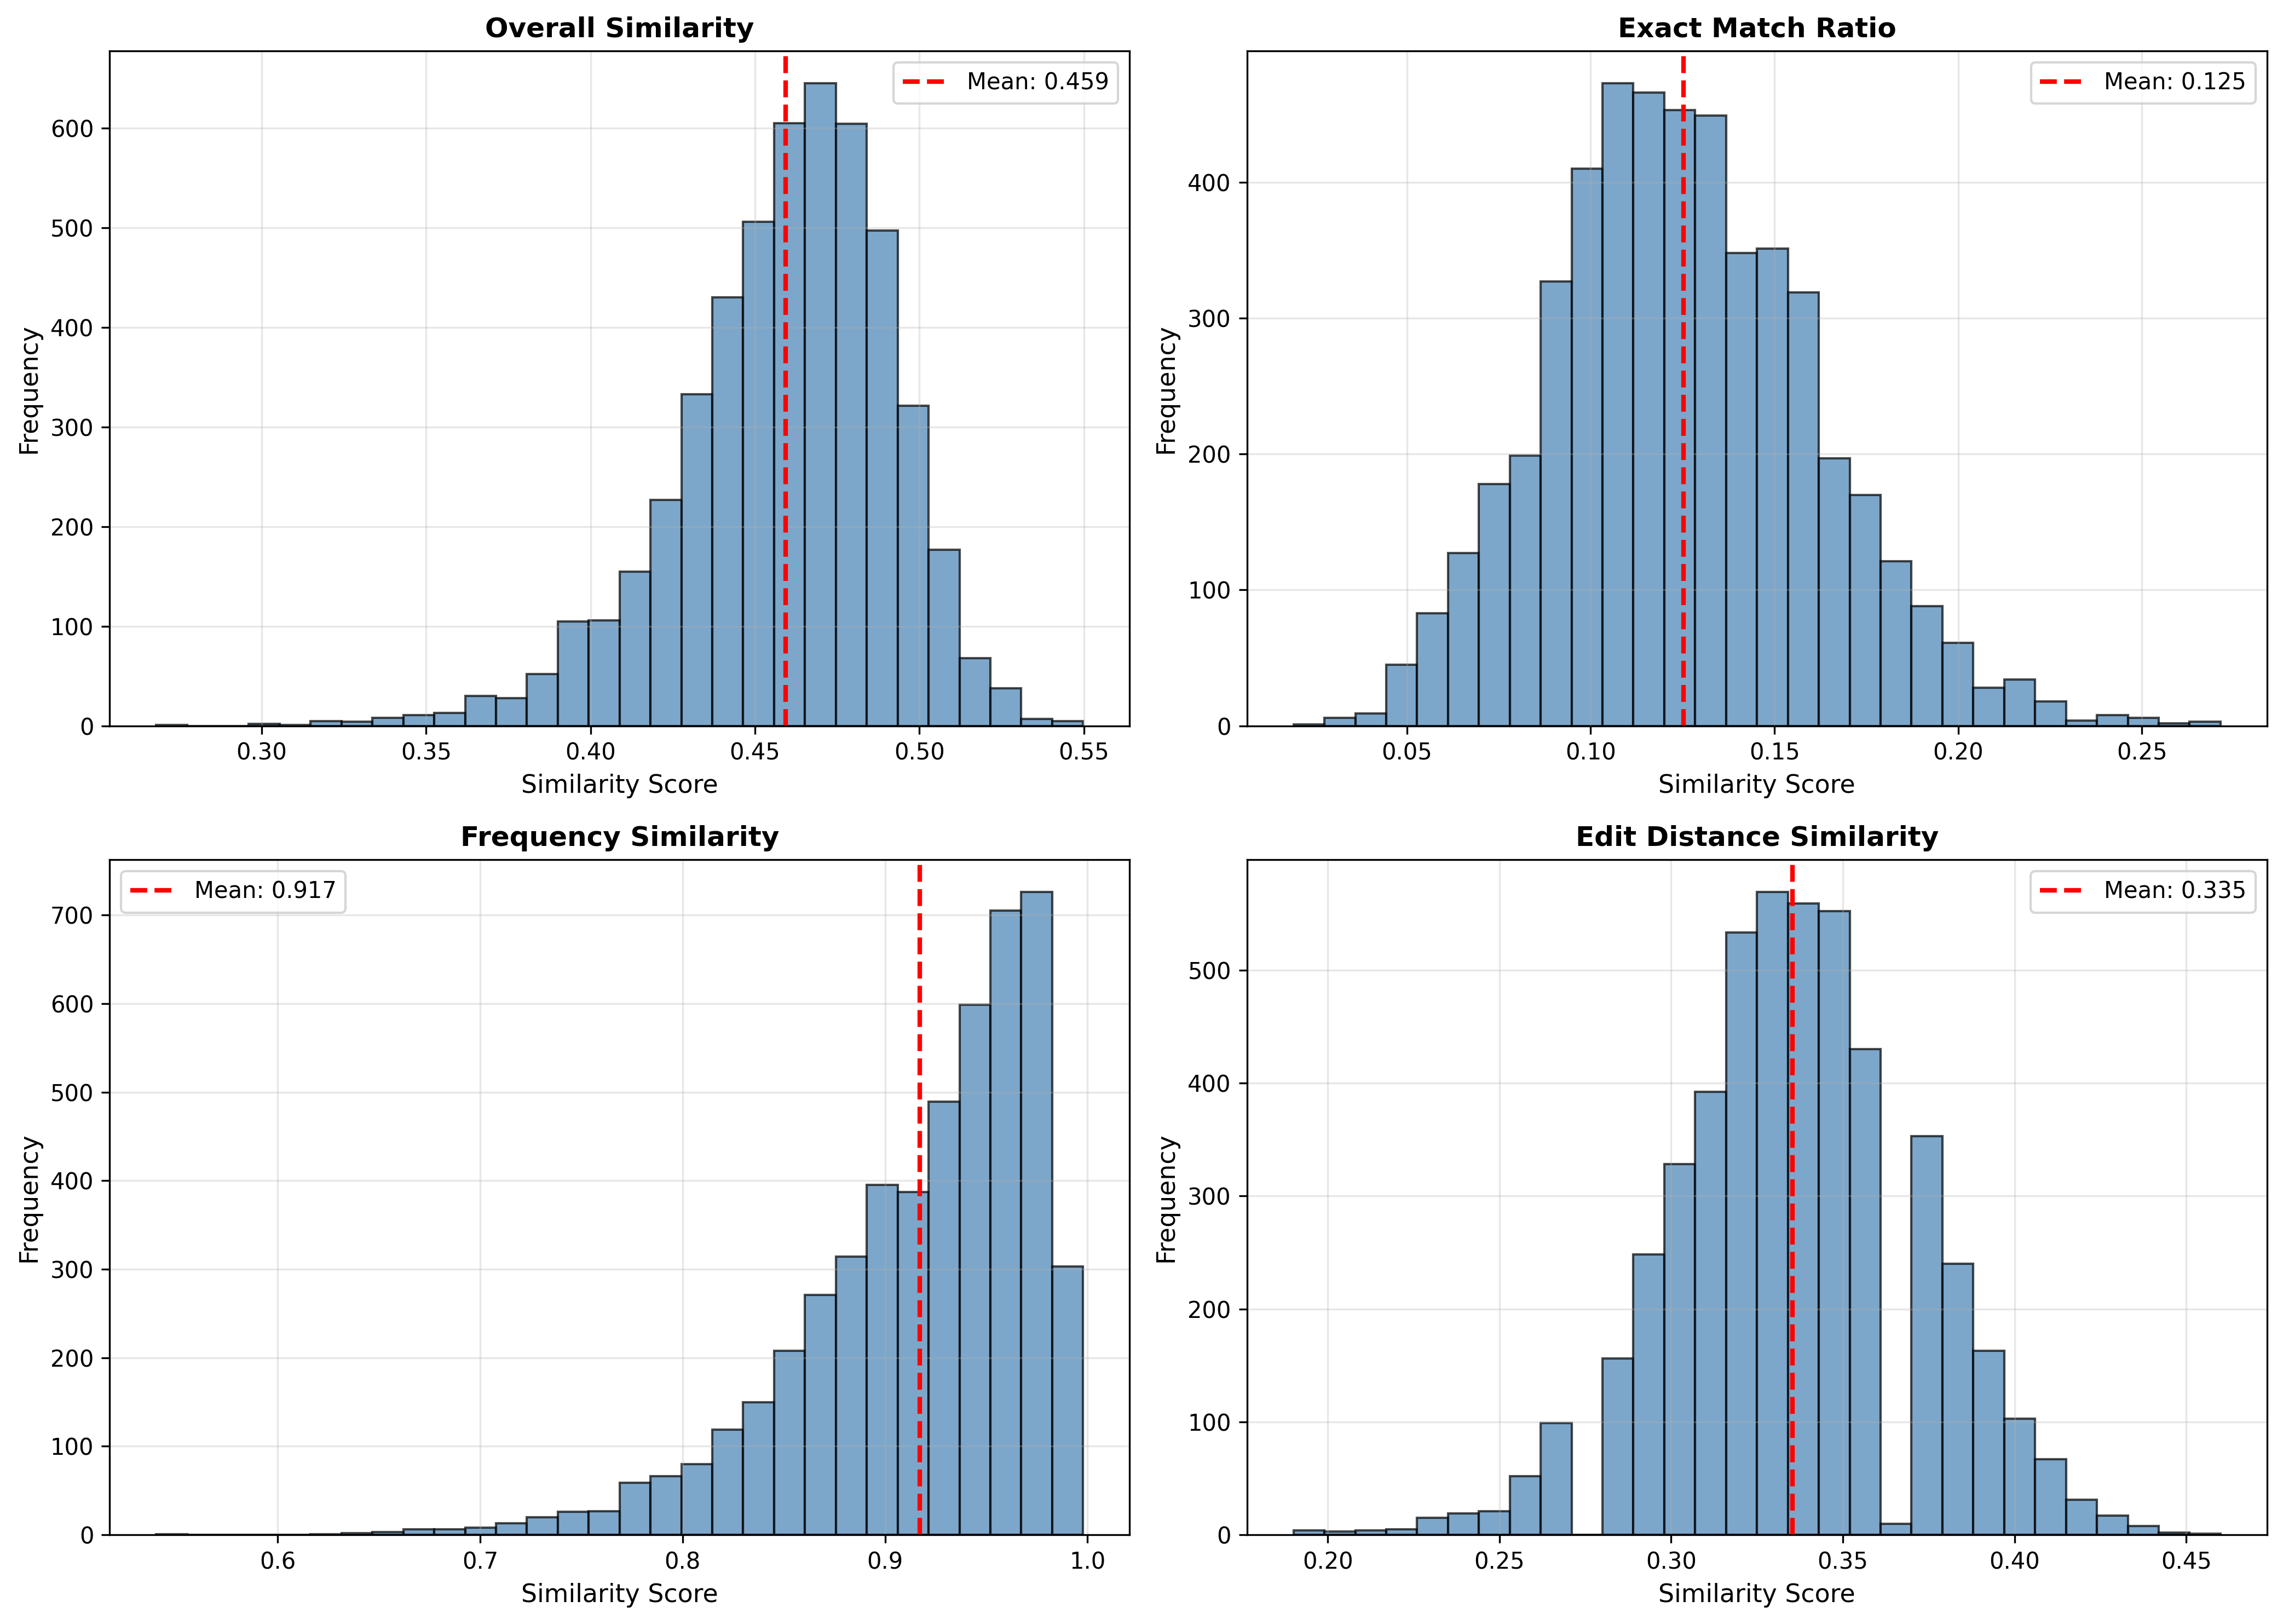 Overall Similarity
Mean: 0.459
Frequency
600
500
400
300
200
100
0
0.30 0.35 0.40 0.45 0.50 0.55
Similarity Score
Exact Match Ratio
Mean: 0.125
Frequency
400
300
200
100
0
0.05 0.10 0.15 0.20 0.25
Similarity Score
Frequency Similarity
Mean: 0.917
Frequency
700
600
500
400
300
200
100
0
0.6 0.7 0.8 0.9 1.0
Similarity Score
Edit Distance Similarity
Mean: 0.335
Frequency
500
400
300
200
100
0
0.20 0.25 0.30 0.35 0.40 0.45
Similarity Score